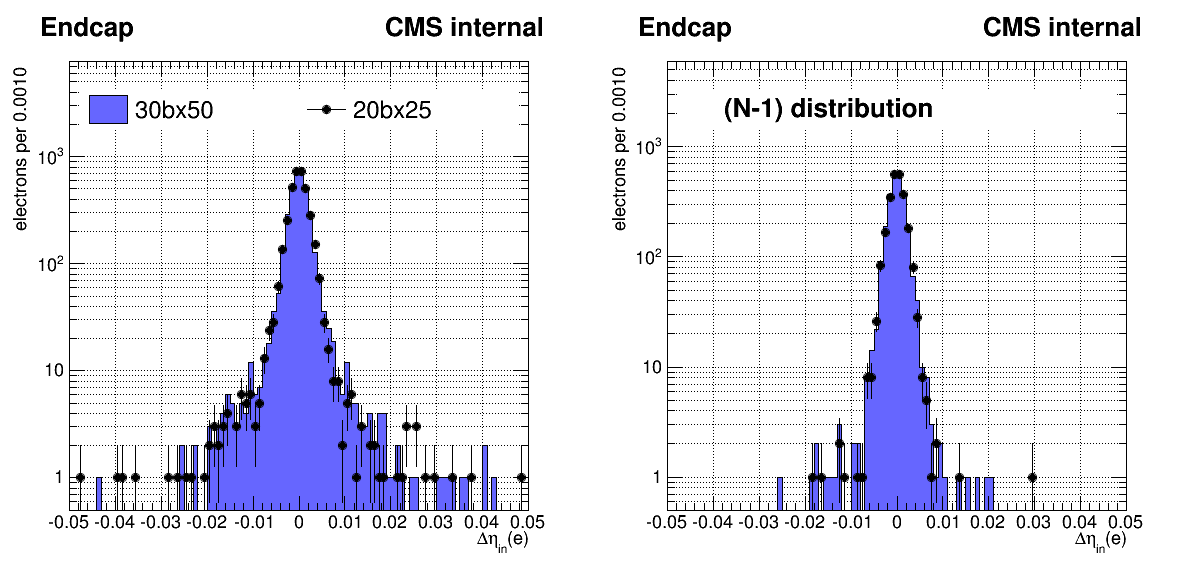 Endcap
CMS internal
electrons per 0.0010
30bx50
20bx25
10³
10²
10
1
-0.05 -0.04 -0.03 -0.02 -0.01 0 0.01 0.02 0.03 0.04 0.05
Δη_in(e)
Endcap
CMS internal
electrons per 0.0010
(N-1) distribution
10³
10²
10
1
-0.05 -0.04 -0.03 -0.02 -0.01 0 0.01 0.02 0.03 0.04 0.05
Δη_in(e)